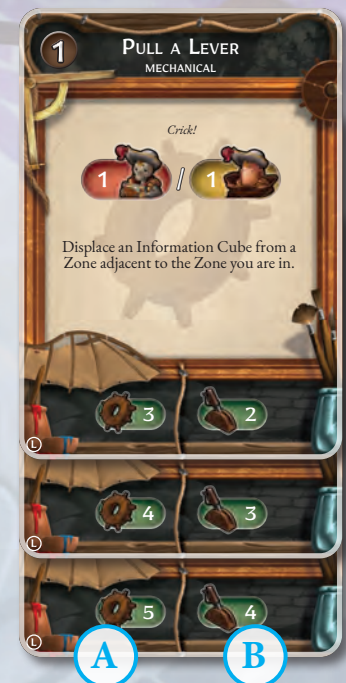 1
PULL A LEVER
MECHANICAL
Crick!
1 / 1
Displace an Information Cube from a
Zone adjacent to the Zone you are in.
3 2
L
4 3
L
5 4
L
A B